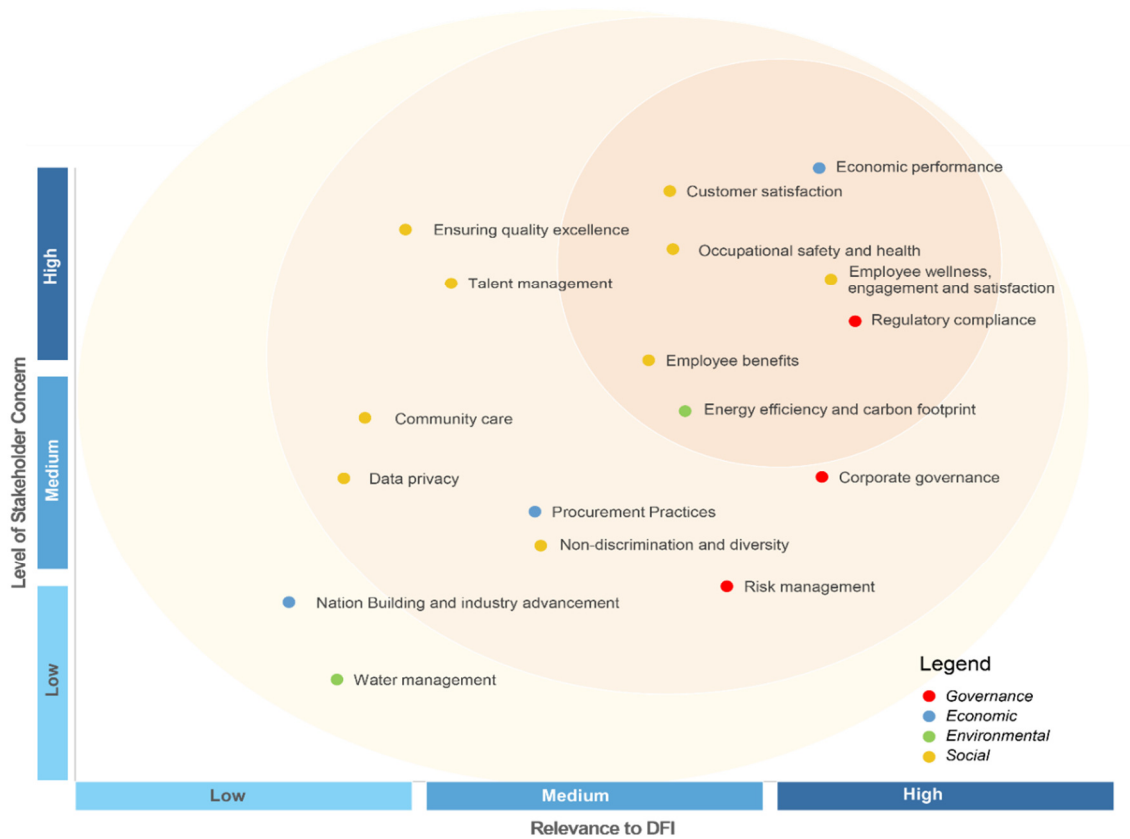 Economic performance
Customer satisfaction
Ensuring quality excellence
Occupational safety and health
Employee wellness,
engagement and satisfaction
Talent management
Regulatory compliance
Employee benefits
Energy efficiency and carbon footprint
Community care
Data privacy
Corporate governance
Procurement Practices
Non-discrimination and diversity
Risk management
Nation Building and industry advancement
Water management
High
Medium
Low
Level of Stakeholder Concern
Legend
Governance
Economic
Environmental
Social
Low
Medium
High
Relevance to DFI